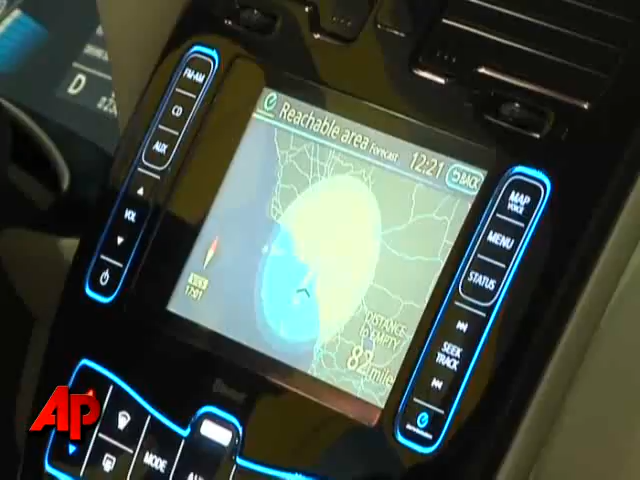 D
FM·AM
CD
AUX
VOL
Reachable area Forecast 12:21 BACK
DISTANCE
TO EMPTY
82 mile
MAP
VOICE
MENU
STATUS
SEEK
TRACK
MODE
AP